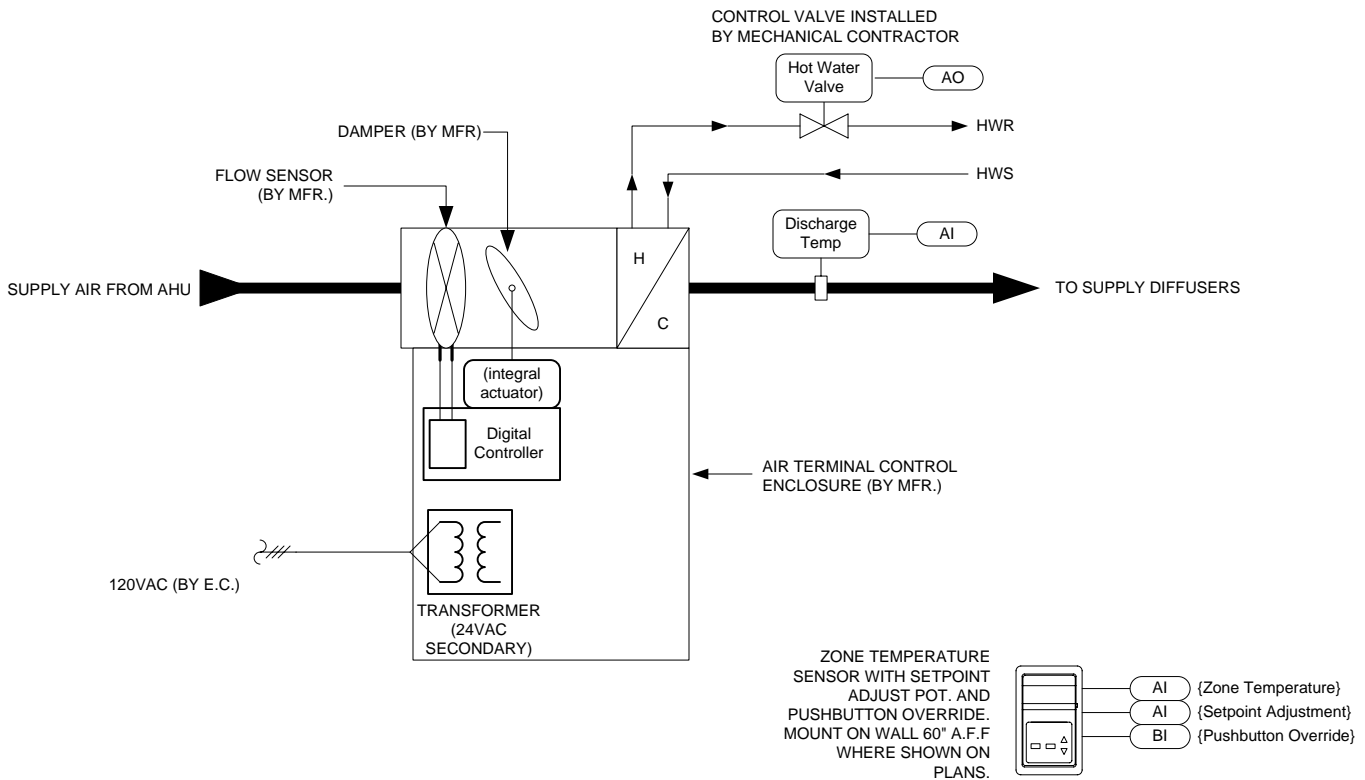 CONTROL VALVE INSTALLED
BY MECHANICAL CONTRACTOR
Hot Water
Valve
AO
DAMPER (BY MFR)
HWR
FLOW SENSOR
(BY MFR.)
HWS
Discharge
Temp
AI
H
C
SUPPLY AIR FROM AHU
TO SUPPLY DIFFUSERS
(integral
actuator)
Digital
Controller
AIR TERMINAL CONTROL
ENCLOSURE (BY MFR.)
120VAC (BY E.C.)
TRANSFORMER
(24VAC
SECONDARY)
ZONE TEMPERATURE
SENSOR WITH SETPOINT
ADJUST POT. AND
PUSHBUTTON OVERRIDE.
MOUNT ON WALL 60" A.F.F
WHERE SHOWN ON
PLANS.
AI {Zone Temperature}
AI {Setpoint Adjustment}
BI {Pushbutton Override}